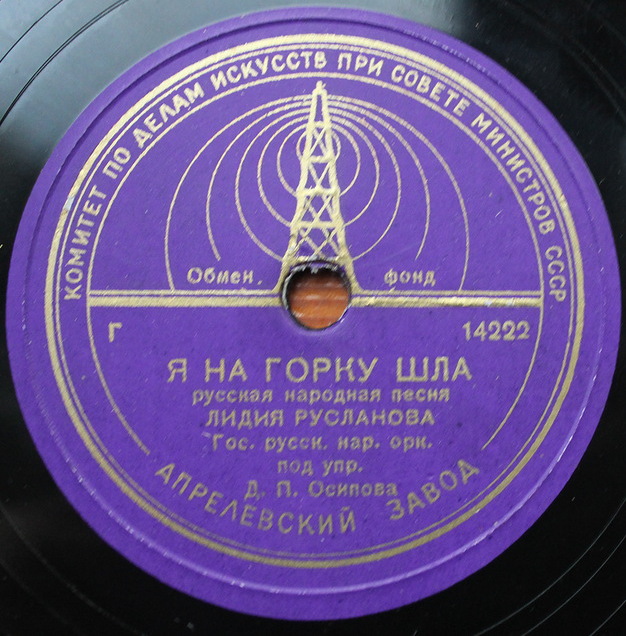 КОМИТЕТ ПО ДЕЛАМ ИСКУССТВ ПРИ СОВЕТЕ МИНИСТРОВ СССР
Обмен. фонд
Г 14222
Я НА ГОРКУ ШЛА
русская народная песня
ЛИДИЯ РУСЛАНОВА
Гос. русск. нар. орк.
под упр.
Д. П. Осипова
АПРЕЛЕВСКИЙ ЗАВОД